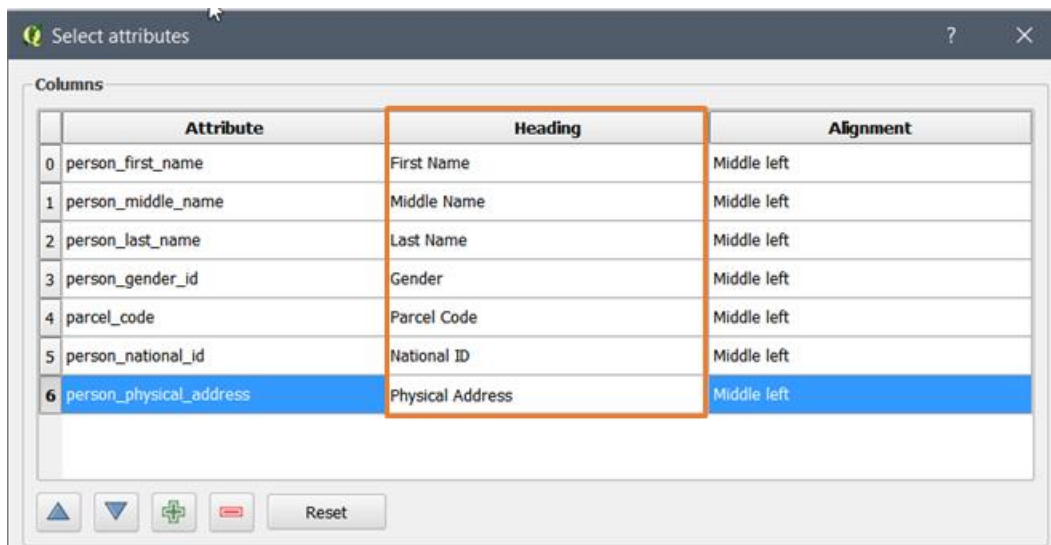 Select attributes ? ×
Columns
Attribute Heading Alignment
0 person_first_name First Name Middle left
1 person_middle_name Middle Name Middle left
2 person_last_name Last Name Middle left
3 person_gender_id Gender Middle left
4 parcel_code Parcel Code Middle left
5 person_national_id National ID Middle left
6 person_physical_address Physical Address Middle left
Reset